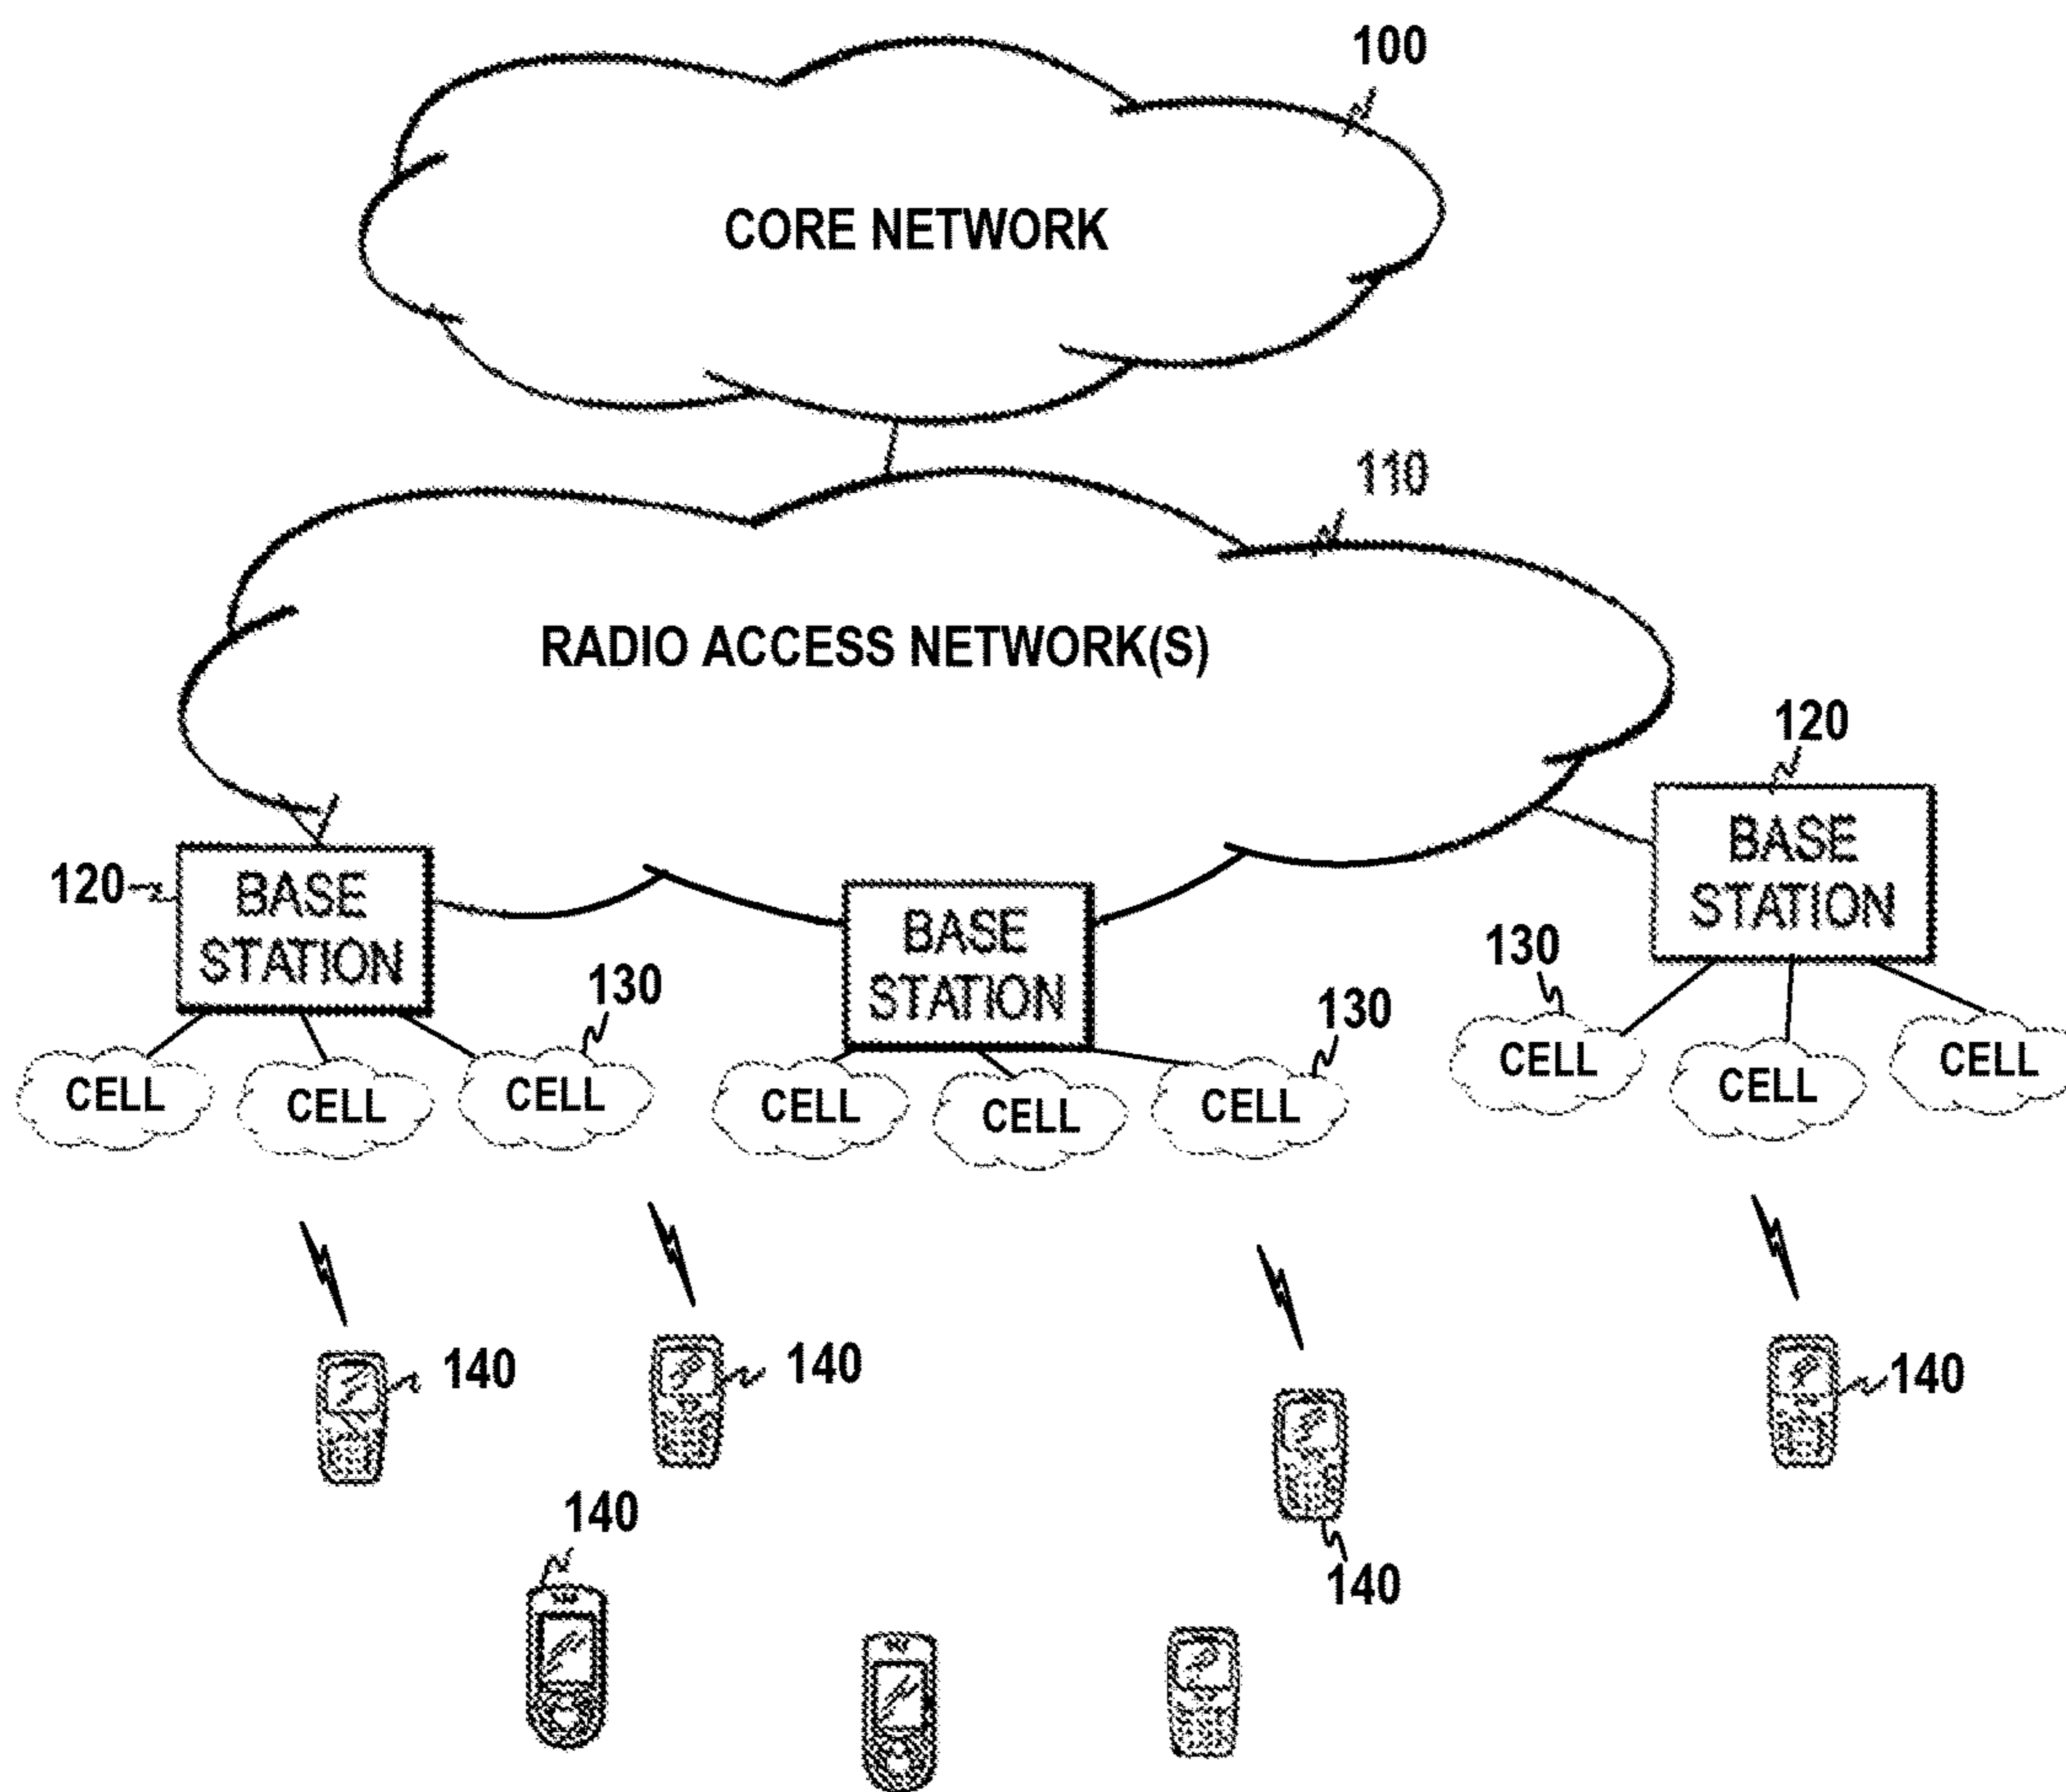 100
CORE NETWORK
110
RADIO ACCESS NETWORK(S)
120
BASE
STATION
120
BASE
STATION
BASE
STATION
130
130
130
CELL
CELL
CELL
CELL
CELL
CELL
CELL
CELL
CELL
140
140
140
140
140